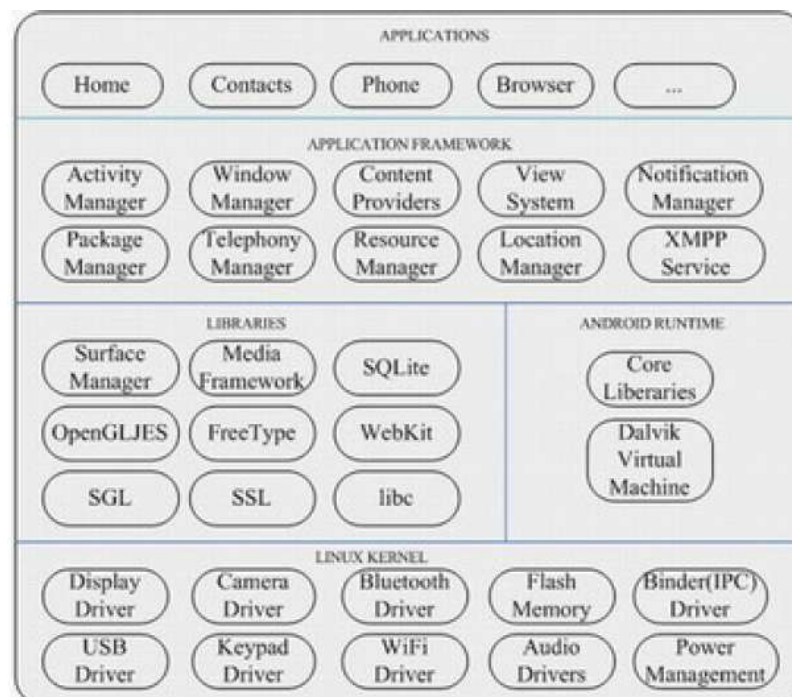 APPLICATIONS
Home
Contacts
Phone
Browser
...
APPLICATION FRAMEWORK
Activity
Manager
Window
Manager
Content
Providers
View
System
Notification
Manager
Package
Manager
Telephony
Manager
Resource
Manager
Location
Manager
XMPP
Service
LIBRARIES
Surface
Manager
Media
Framework
SQLite
OpenGLJES
FreeType
WebKit
SGL
SSL
libc
ANDROID RUNTIME
Core
Liberaries
Dalvik
Virtual
Machine
LINUX KERNEL
Display
Driver
Camera
Driver
Bluetooth
Driver
Flash
Memory
Binder(IPC)
Driver
USB
Driver
Keypad
Driver
WiFi
Driver
Audio
Drivers
Power
Management